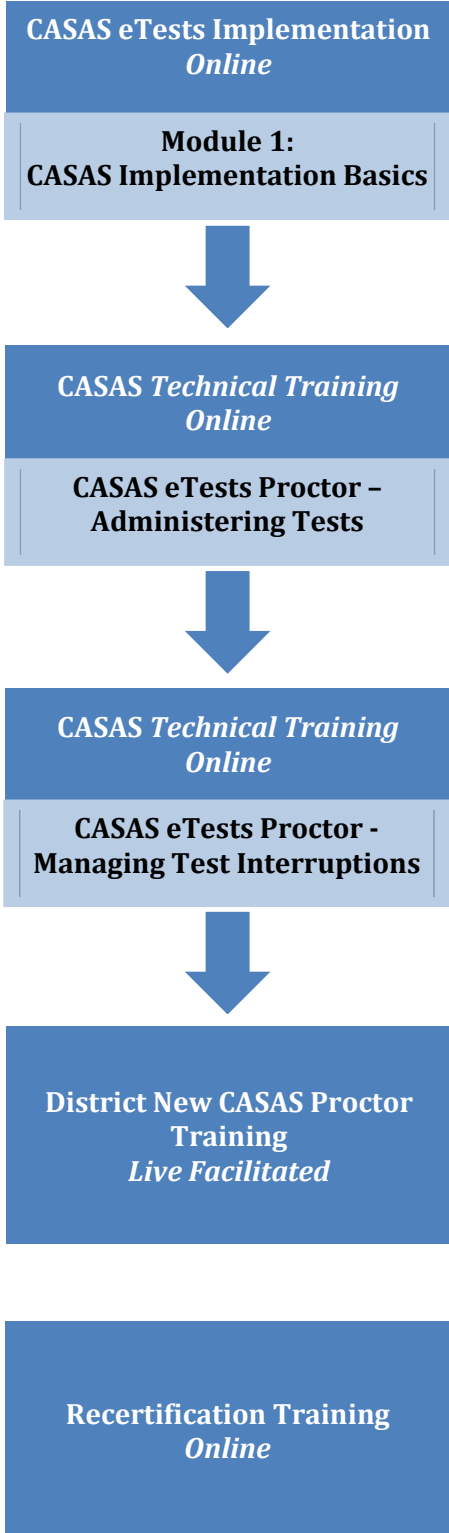 CASAS eTests Implementation
Online
Module 1:
CASAS Implementation Basics
CASAS Technical Training
Online
CASAS eTests Proctor –
Administering Tests
CASAS Technical Training
Online
CASAS eTests Proctor -
Managing Test Interruptions
District New CASAS Proctor
Training
Live Facilitated
Recertification Training
Online